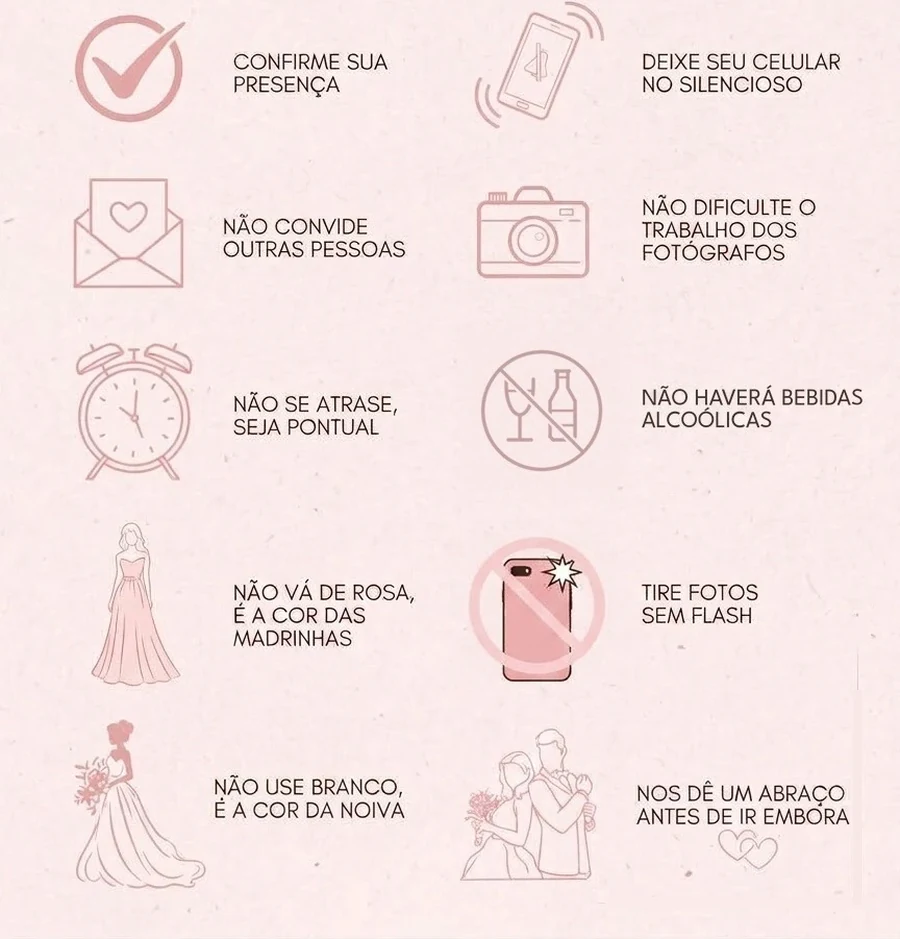 CONFIRME SUA
PRESENÇA
DEIXE SEU CELULAR
NO SILENCIOSO
NÃO CONVIDE
OUTRAS PESSOAS
NÃO DIFICULTE O
TRABALHO DOS
FOTÓGRAFOS
NÃO SE ATRASE,
SEJA PONTUAL
NÃO HAVERÁ BEBIDAS
ALCOÓLICAS
NÃO VÁ DE ROSA,
É A COR DAS
MADRINHAS
TIRE FOTOS
SEM FLASH
NÃO USE BRANCO,
É A COR DA NOIVA
NOS DÊ UM ABRAÇO
ANTES DE IR EMBORA